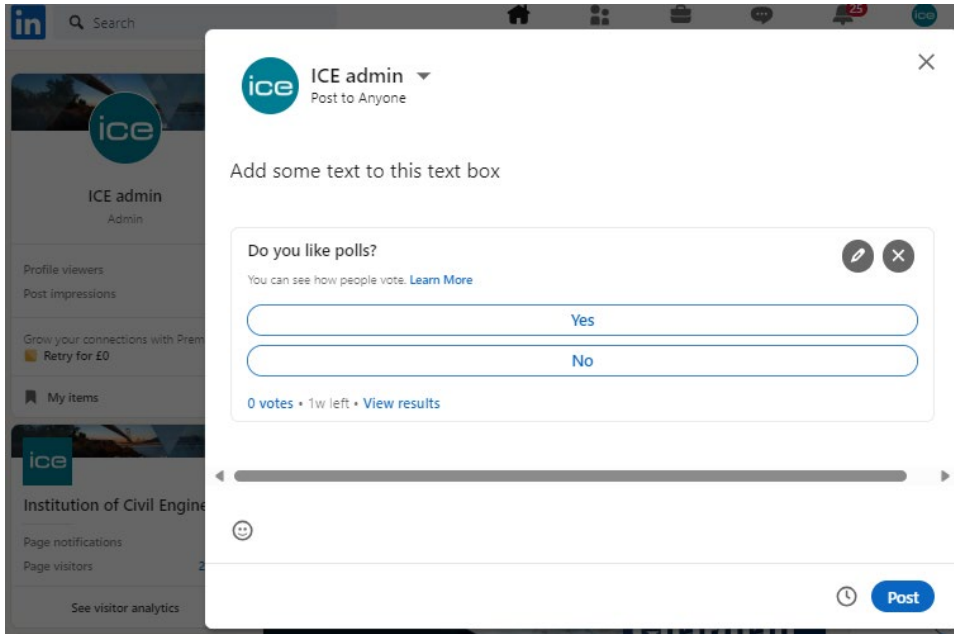 in
Search
25
ice
ice
ICE admin
Admin
Profile viewers
Post impressions
Grow your connections with Prem
Retry for £0
My items
ice
Institution of Civil Engine
Page notifications
Page visitors 2
See visitor analytics
ice
ICE admin
Post to Anyone
Add some text to this text box
Do you like polls?
You can see how people vote. Learn More
Yes
No
0 votes • 1w left • View results
Post